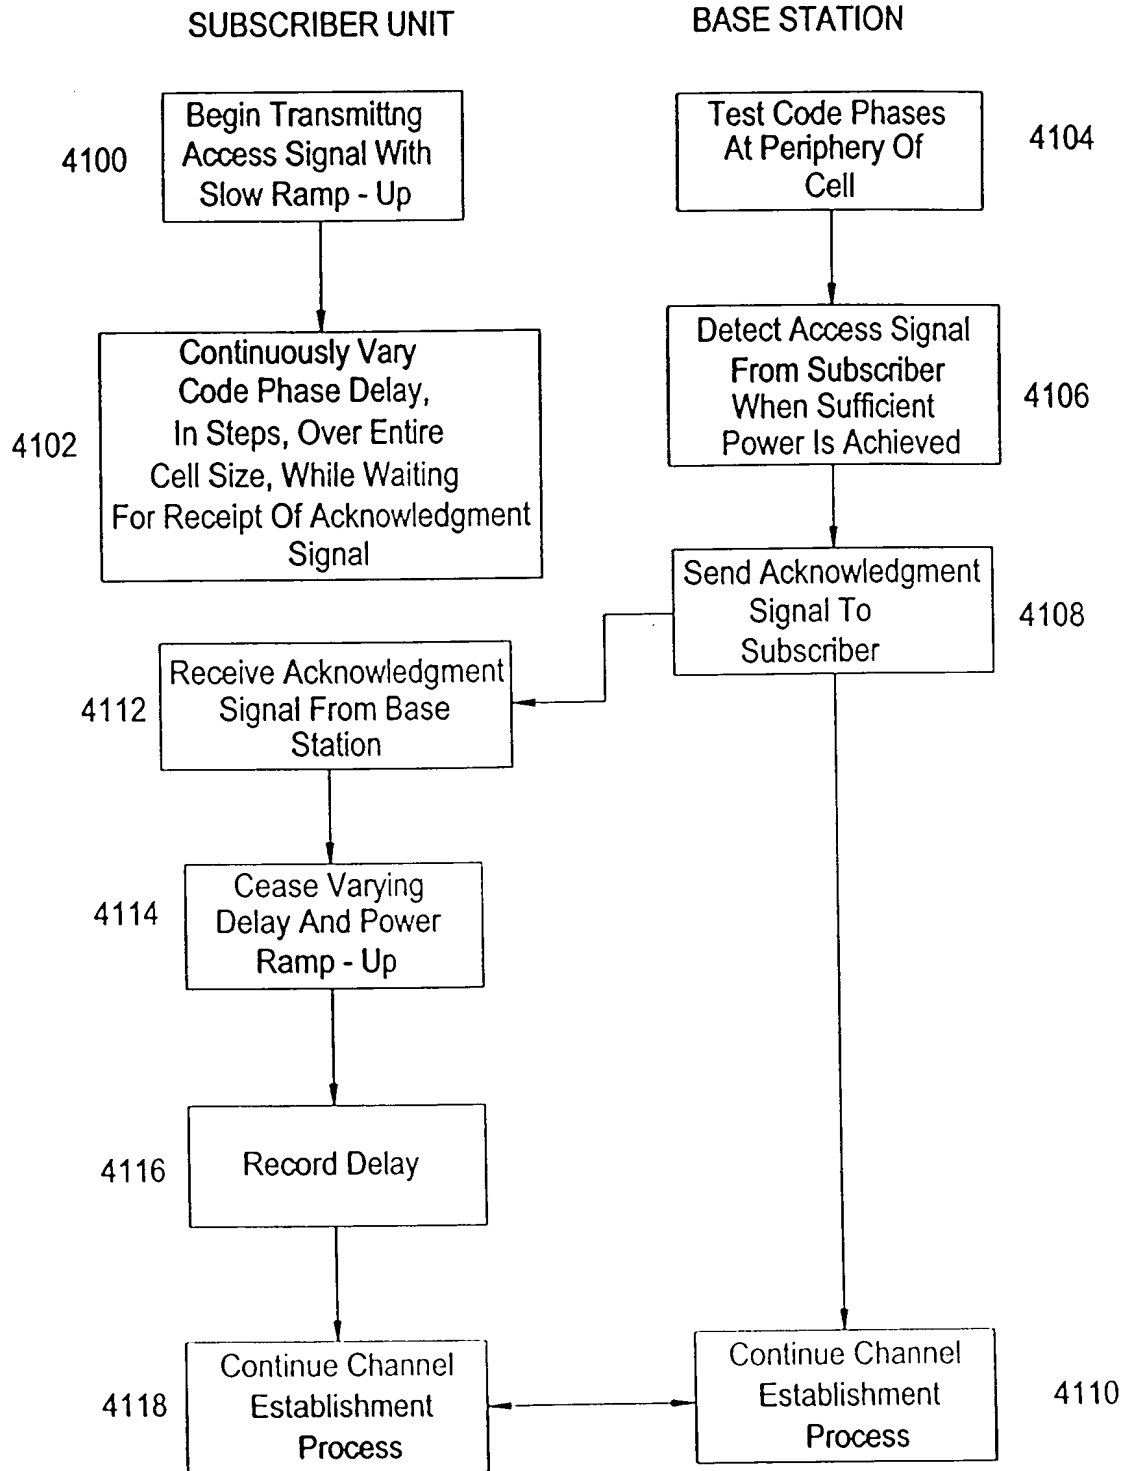 SUBSCRIBER UNIT
BASE STATION
4100
Begin Transmittng
Access Signal With
Slow Ramp - Up
Test Code Phases
At Periphery Of
Cell
4104
4102
Continuously Vary
Code Phase Delay,
In Steps, Over Entire
Cell Size, While Waiting
For Receipt Of Acknowledgment
Signal
Detect Access Signal
From Subscriber
When Sufficient
Power Is Achieved
4106
Send Acknowledgment
Signal To
Subscriber
4108
4112
Receive Acknowledgment
Signal From Base
Station
4114
Cease Varying
Delay And Power
Ramp - Up
4116
Record Delay
4118
Continue Channel
Establishment
Process
Continue Channel
Establishment
Process
4110